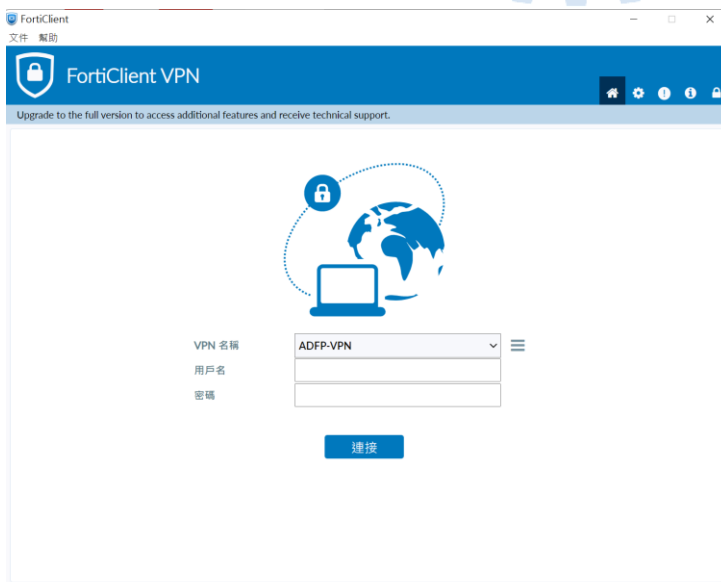 FortiClient
文件 幫助
FortiClient VPN
Upgrade to the full version to access additional features and receive technical support.
VPN 名稱 ADFP-VPN
用戶名
密碼
連接